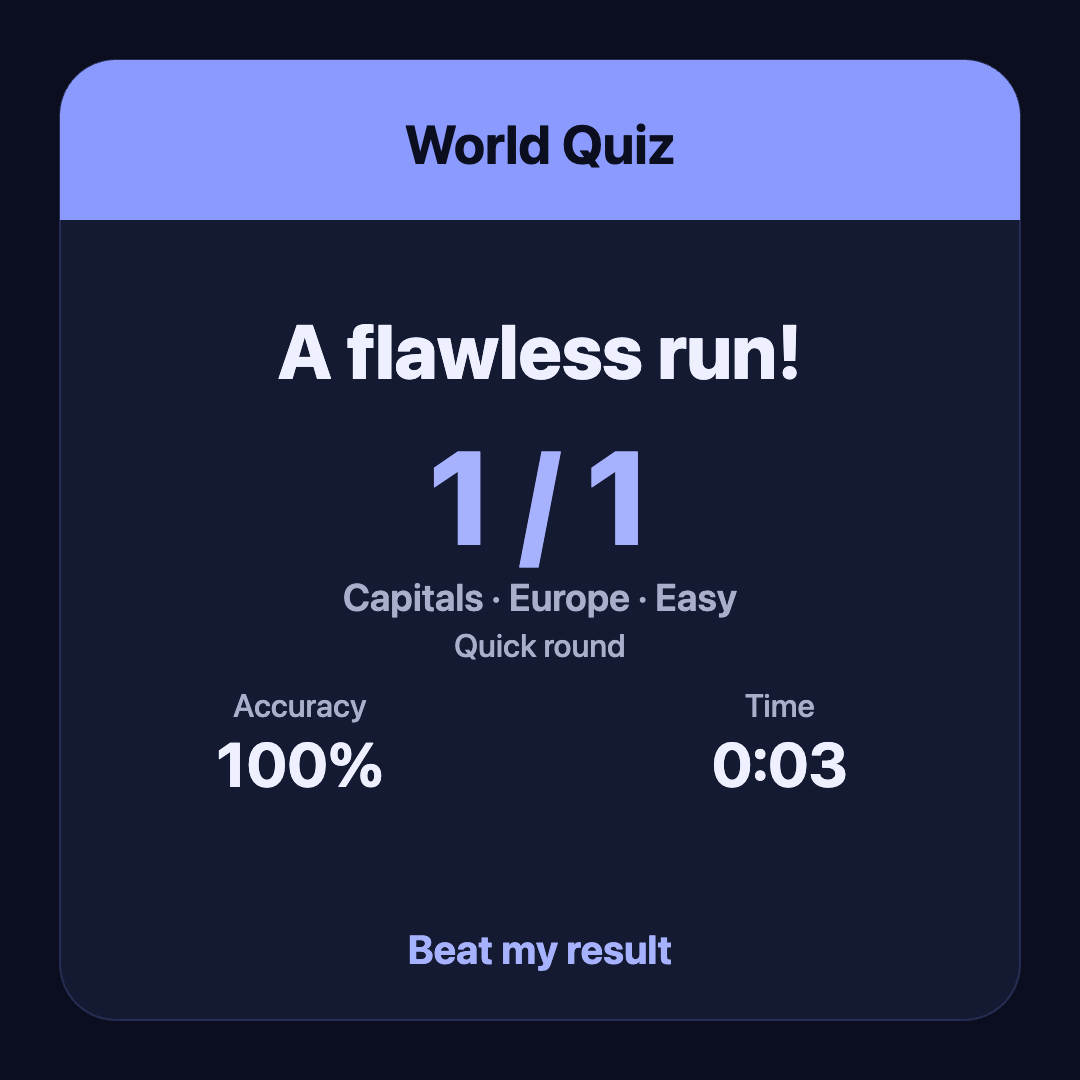 World Quiz
A flawless run!
1 / 1
Capitals · Europe · Easy
Quick round
Accuracy Time
100% 0:03
Beat my result